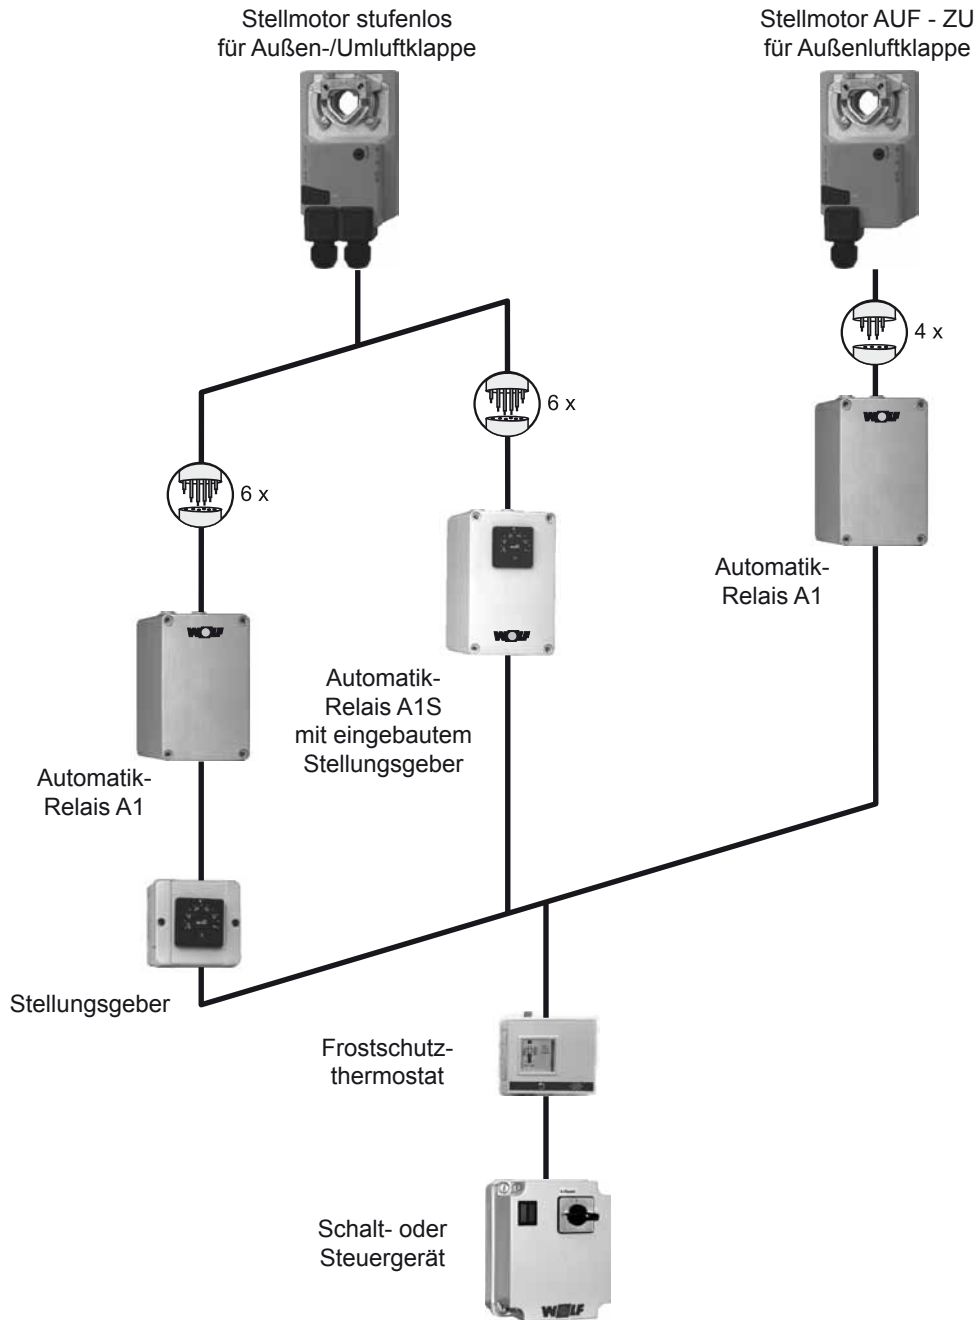 Stellmotor stufenlos
für Außen-/Umluftklappe
Stellmotor AUF - ZU
für Außenluftklappe
4 x
6 x
6 x
WOLF
Automatik-
Relais A1
WOLF
Automatik-
Relais A1S
mit eingebautem
Stellungsgeber
WOLF
Automatik-
Relais A1
Stellungsgeber
Frostschutz-
thermostat
Schalt- oder
Steuergerät
WOLF